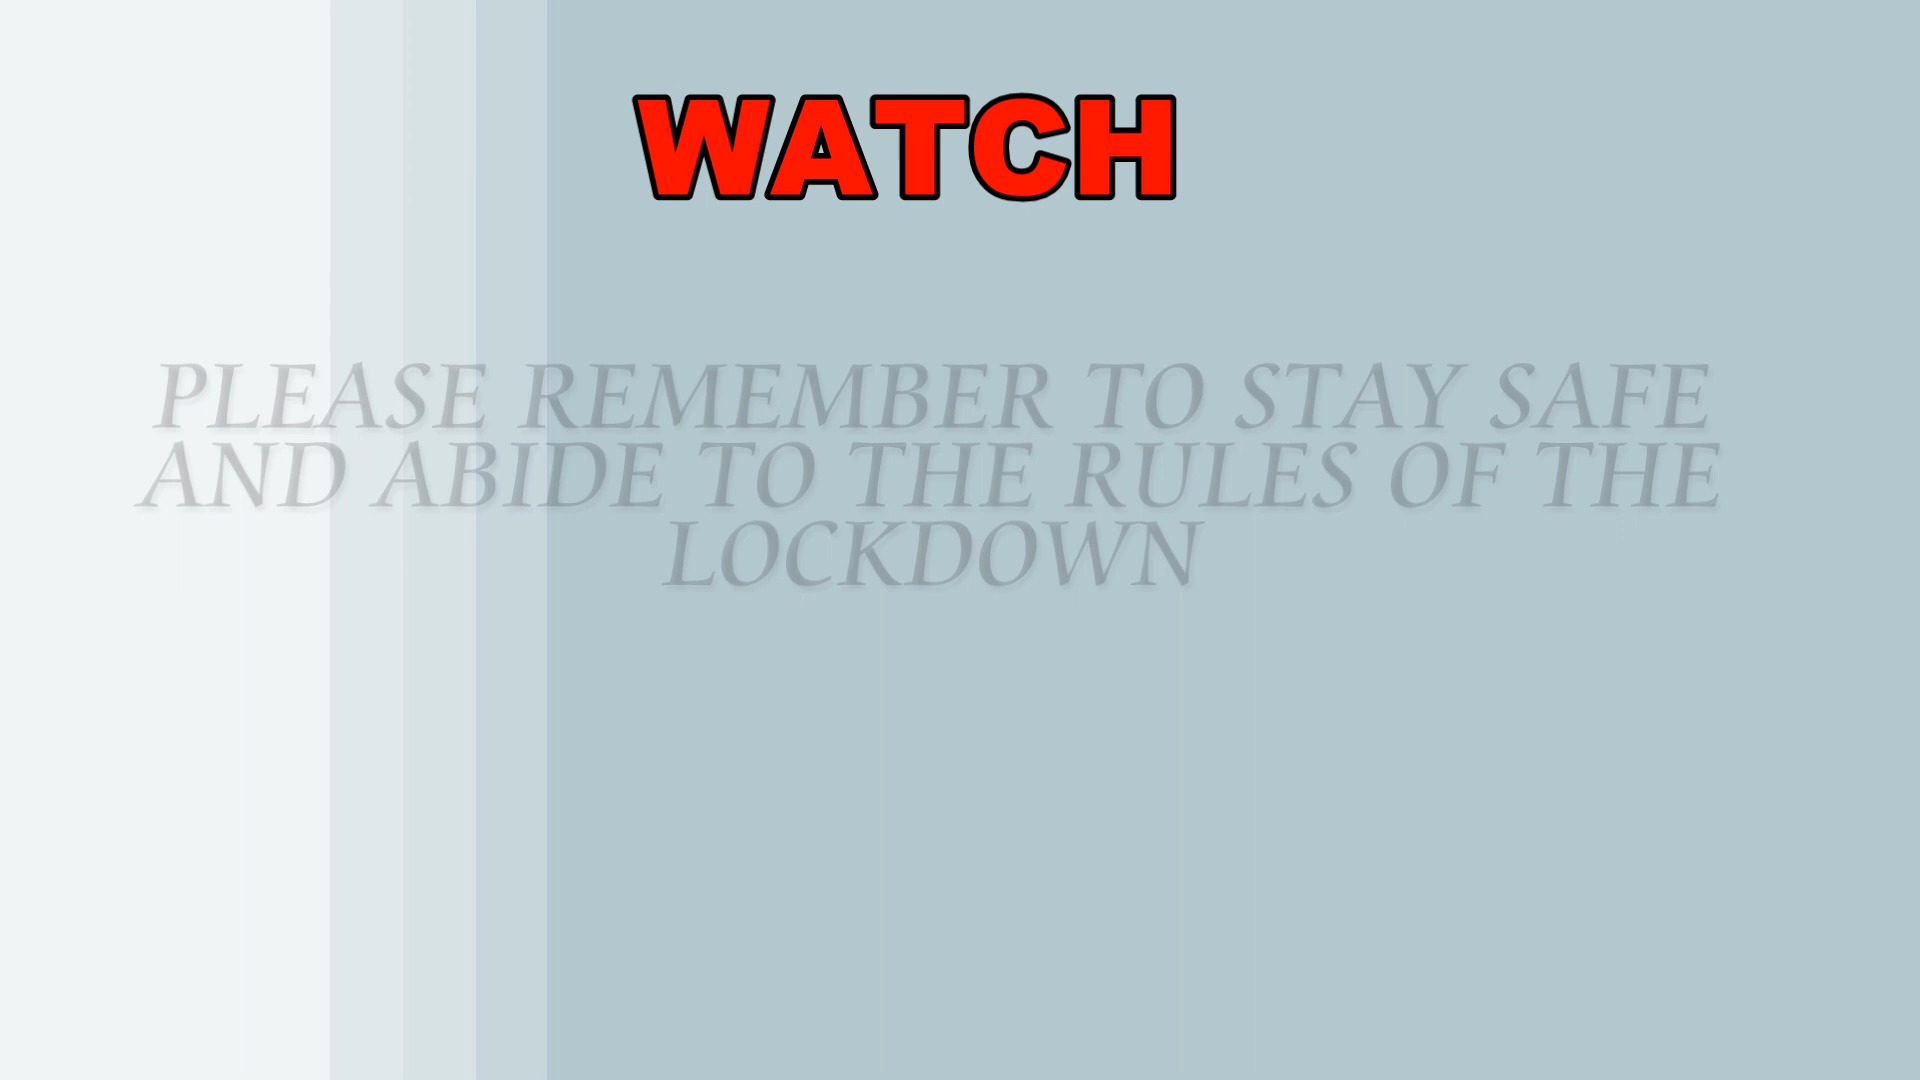 WATCH
PLEASE REMEMBER TO STAY SAFE
AND ABIDE TO THE RULES OF THE
LOCKDOWN